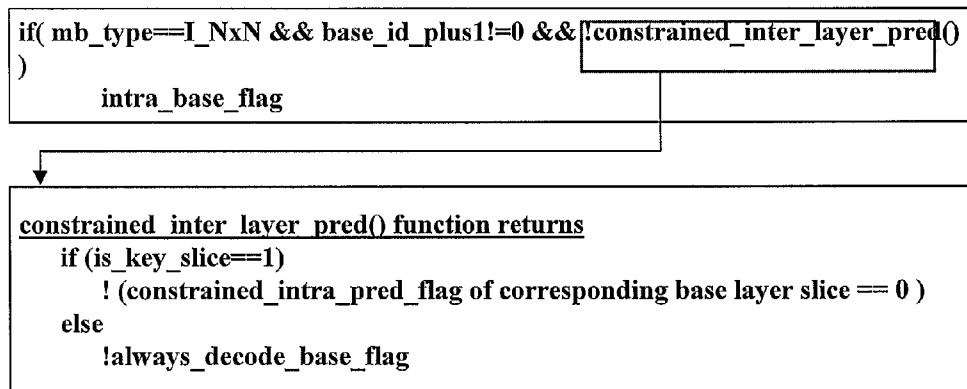 if( mb_type==I_NxN && base_id_plus1!=0 && !constrained_inter_layer_pred()
)
intra_base_flag
constrained_inter_layer_pred() function returns
if (is_key_slice==1)
! (constrained_intra_pred_flag of corresponding base layer slice == 0 )
else
!always_decode_base_flag